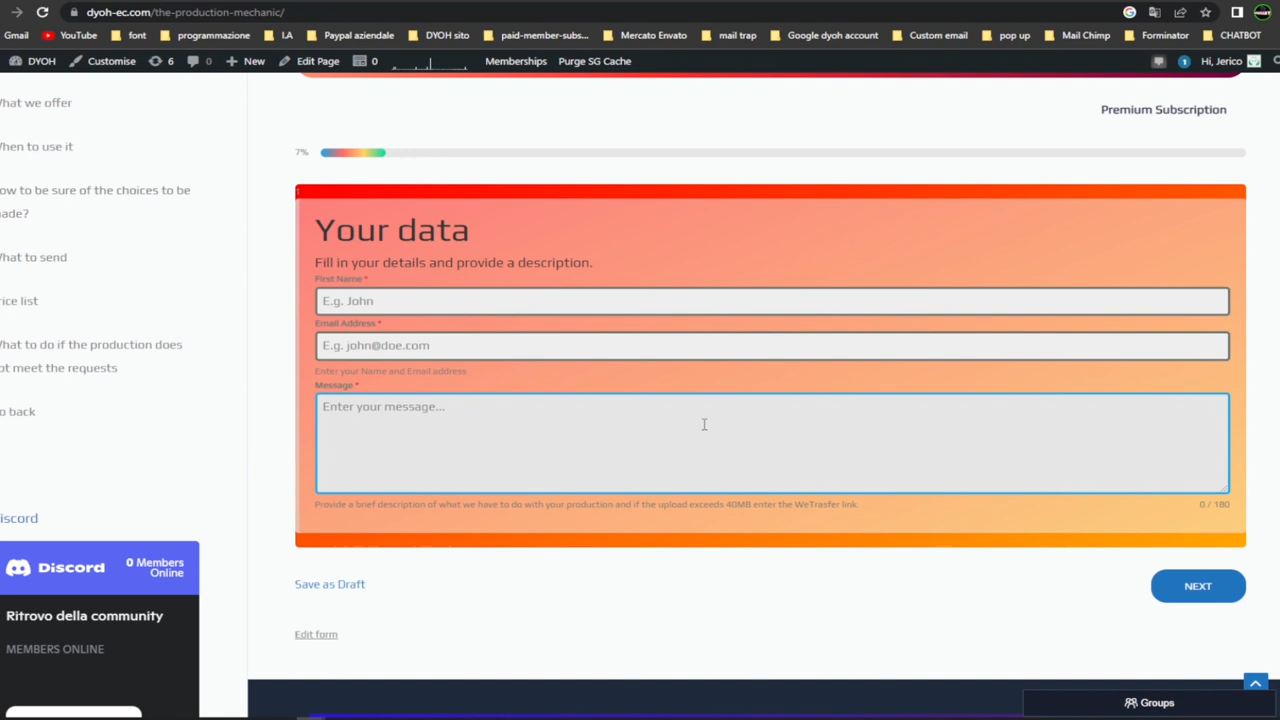 dyoh-ec.com/the-production-mechanic/
Gmail YouTube font programmazione I.A Paypal aziendale DYOH sito paid-member-subs... Mercato Envato mail trap Google dyoh account Custom email pop up Mail Chimp Forminator CHATBOT
DYOH Customise 6 0 New Edit Page 0 Memberships Purge SG Cache 1 Hi, Jerico
hat we offer
hen to use it
ow to be sure of the choices to be
ade?
hat to send
rice list
hat to do if the production does
ot meet the requests
o back
iscord
Discord 0 Members
Online
Ritrovo della community
MEMBERS ONLINE
Premium Subscription
7%
Your data
Fill in your details and provide a description.
First Name *
E.g. John
Email Address *
E.g. john@doe.com
Enter your Name and Email address
Message *
Enter your message...
Provide a brief description of what we have to do with your production and if the upload exceeds 40MB enter the WeTrasfer link. 0 / 180
Save as Draft
NEXT
Edit form
Groups